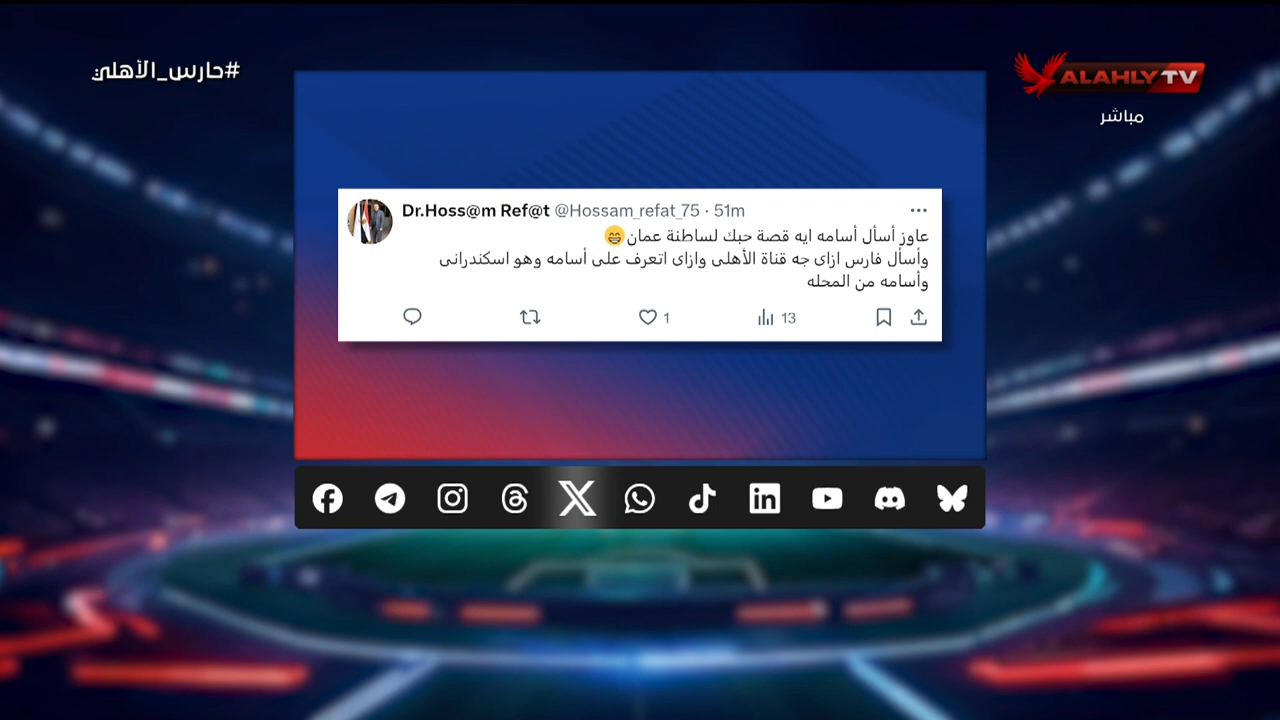 #حارس_الأهلي
ALAHLY TV
مباشر
Dr.Hoss@m Ref@t @Hossam_refat_75 · 51m
عاوز أسأل أسامه ايه قصة حبك لساطنة عمان😁
وأسأل فارس ازاى جه قناة الأهلى وازاى اتعرف على أسامه وهو اسكندرانى
وأسامه من المحله
1 13